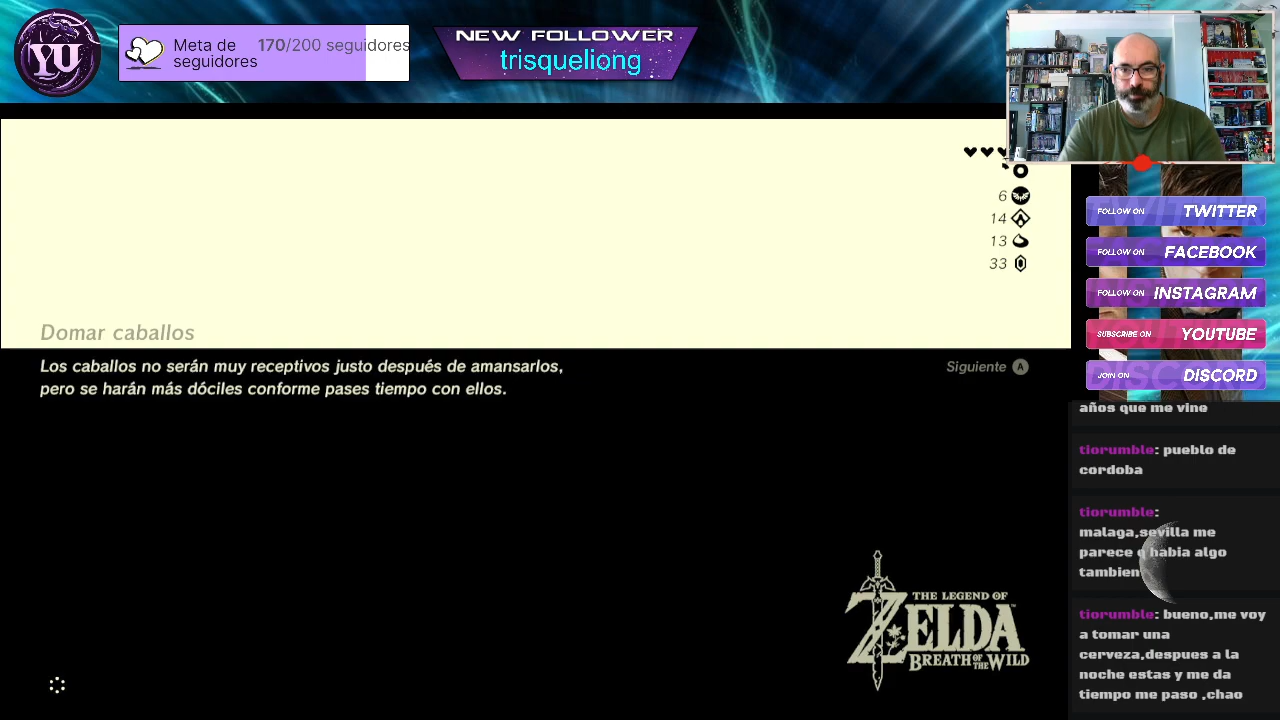 YU
Meta de
seguidores
170/200 seguidores
NEW FOLLOWER
trisqueliong
6
14
13
33
Domar caballos
Los caballos no serán muy receptivos justo después de amansarlos,
pero se harán más dóciles conforme pases tiempo con ellos.
Siguiente A
THE LEGEND OF
ZELDA
BREATH OF THE WILD
FOLLOW ON TWITTER
FOLLOW ON FACEBOOK
FOLLOW ON INSTAGRAM
SUBSCRIBE ON YOUTUBE
JOIN ON DISCORD
años que me vine
tiorumble: pueblo de
cordoba
tiorumble:
malaga,sevilla me
parece q habia algo
tambien
tiorumble: bueno,me voy
a tomar una
cerveza,despues a la
noche estas y me da
tiempo me paso ,chao